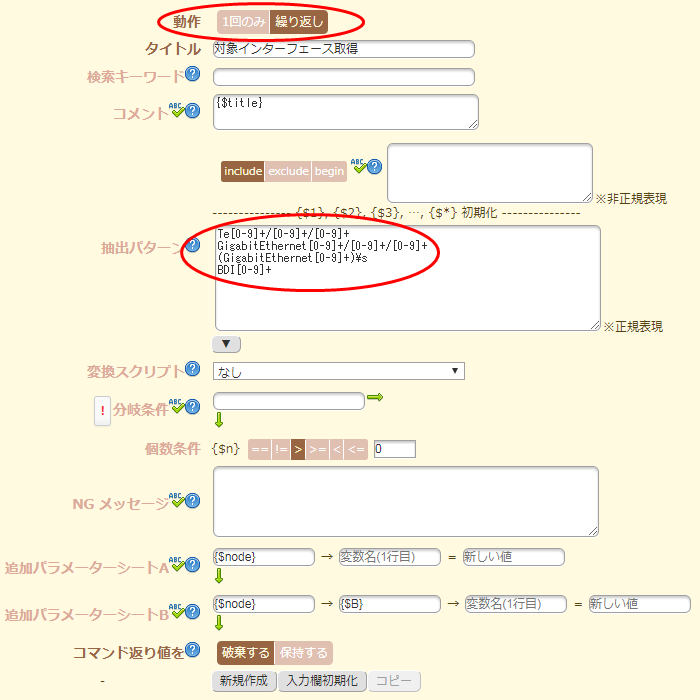 動作 1回のみ 繰り返し
タイトル 対象インターフェース取得
検索キーワード
コメント ABC {$title}
include exclude begin ABC ※非正規表現
--------------- {$1}, {$2}, {$3}, …, {$*} 初期化 ---------------
抽出パターン Te[0-9]+/[0-9]+/[0-9]+
GigabitEthernet[0-9]+/[0-9]+/[0-9]+
(GigabitEthernet[0-9]+)¥s
BDI[0-9]+
※正規表現
▼
変換スクリプト なし ▼
! 分岐条件 ABC
個数条件 {$n} == != > >= < <= 0
NG メッセージ ABC
追加パラメーターシートA ABC {$node} → 変数名(1行目) = 新しい値
追加パラメーターシートB ABC {$node} → {$B} → 変数名(1行目) = 新しい値
コマンド返り値を 破棄する 保持する
- 新規作成 入力欄初期化 コピー